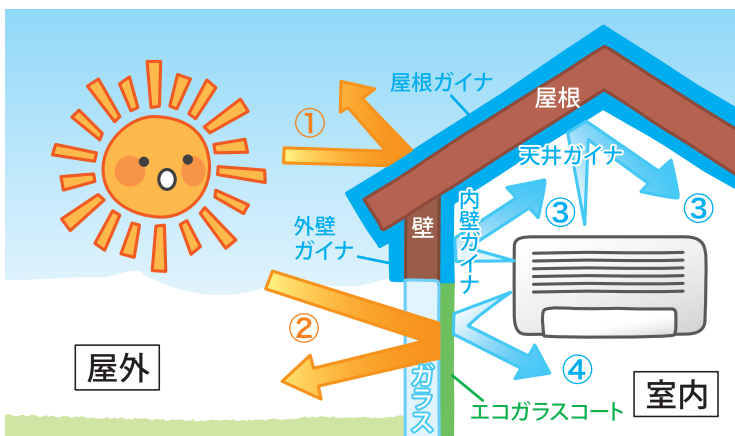 屋根ガイナ
屋根
①
天井ガイナ
③
③
内壁ガイナ
壁
外壁
ガイナ
②
④
ガラス
エコガラスコート
屋外
室内